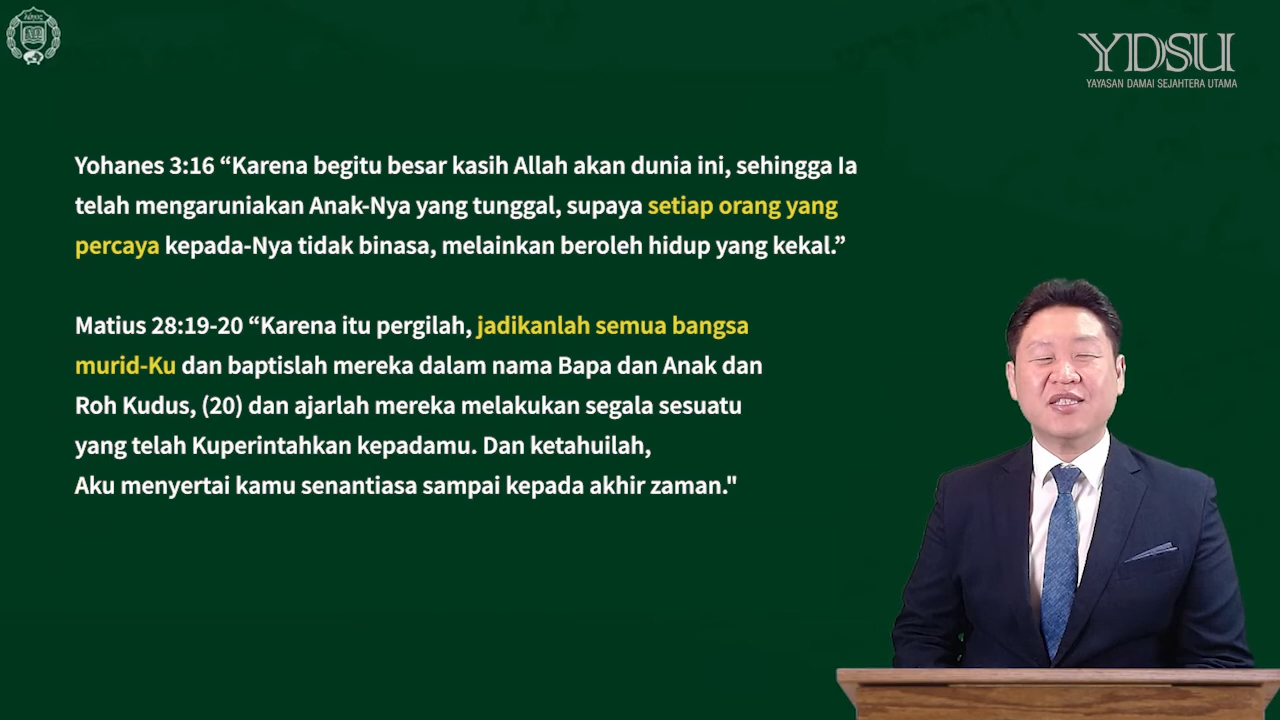 YDSU
YAYASAN DAMAI SEJAHTERA UTAMA
Yohanes 3:16 “Karena begitu besar kasih Allah akan dunia ini, sehingga Ia
telah mengaruniakan Anak-Nya yang tunggal, supaya setiap orang yang
percaya kepada-Nya tidak binasa, melainkan beroleh hidup yang kekal.”
Matius 28:19-20 “Karena itu pergilah, jadikanlah semua bangsa
murid-Ku dan baptislah mereka dalam nama Bapa dan Anak dan
Roh Kudus, (20) dan ajarlah mereka melakukan segala sesuatu
yang telah Kuperintahkan kepadamu. Dan ketahuilah,
Aku menyertai kamu senantiasa sampai kepada akhir zaman."